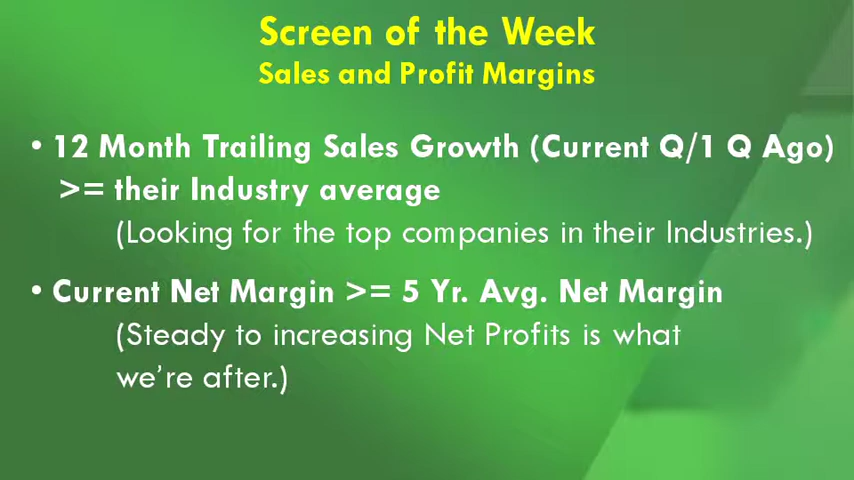 Screen of the Week
Sales and Profit Margins
• 12 Month Trailing Sales Growth (Current Q/1 Q Ago)
>= their Industry average
(Looking for the top companies in their Industries.)
• Current Net Margin >= 5 Yr. Avg. Net Margin
(Steady to increasing Net Profits is what
we're after.)